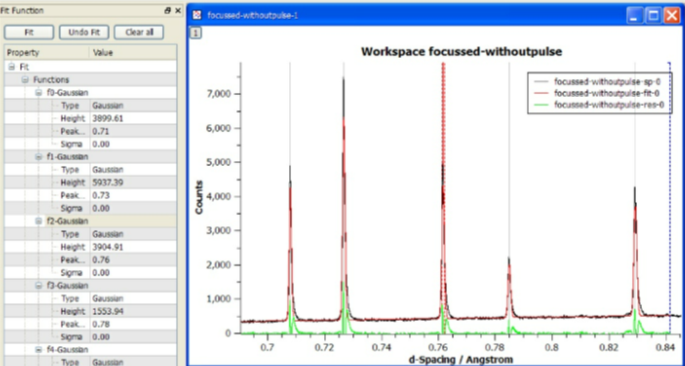 Fit Function
Fit
Undo Fit
Clear all
Property
Value
Fit
Functions
f0-Gaussian
Type Gaussian
Height 3899.61
Peak... 0.71
Sigma 0.00
f1-Gaussian
Type Gaussian
Height 5937.39
Peak... 0.73
Sigma 0.00
f2-Gaussian
Type Gaussian
Height 3904.91
Peak... 0.76
Sigma 0.00
f3-Gaussian
Type Gaussian
Height 1553.94
Peak... 0.78
Sigma 0.00
f4-Gaussian
Type Gaussian
focussed-withoutpulse-1
1
Workspace focussed-withoutpulse
focussed-withoutpulse-sp-0
focussed-withoutpulse-fit-0
focussed-withoutpulse-res-0
Counts
7,000
6,000
5,000
4,000
3,000
2,000
1,000
0
0.7 0.72 0.74 0.76 0.78 0.8 0.82 0.84
d-Spacing / Angstrom